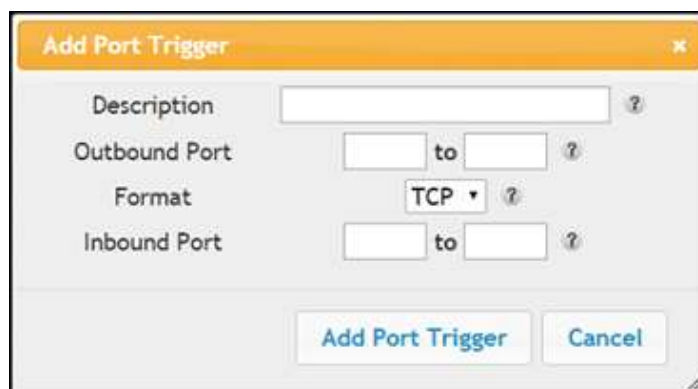 Add Port Trigger ×
Description ?
Outbound Port to ?
Format TCP ?
Inbound Port to ?
Add Port Trigger Cancel